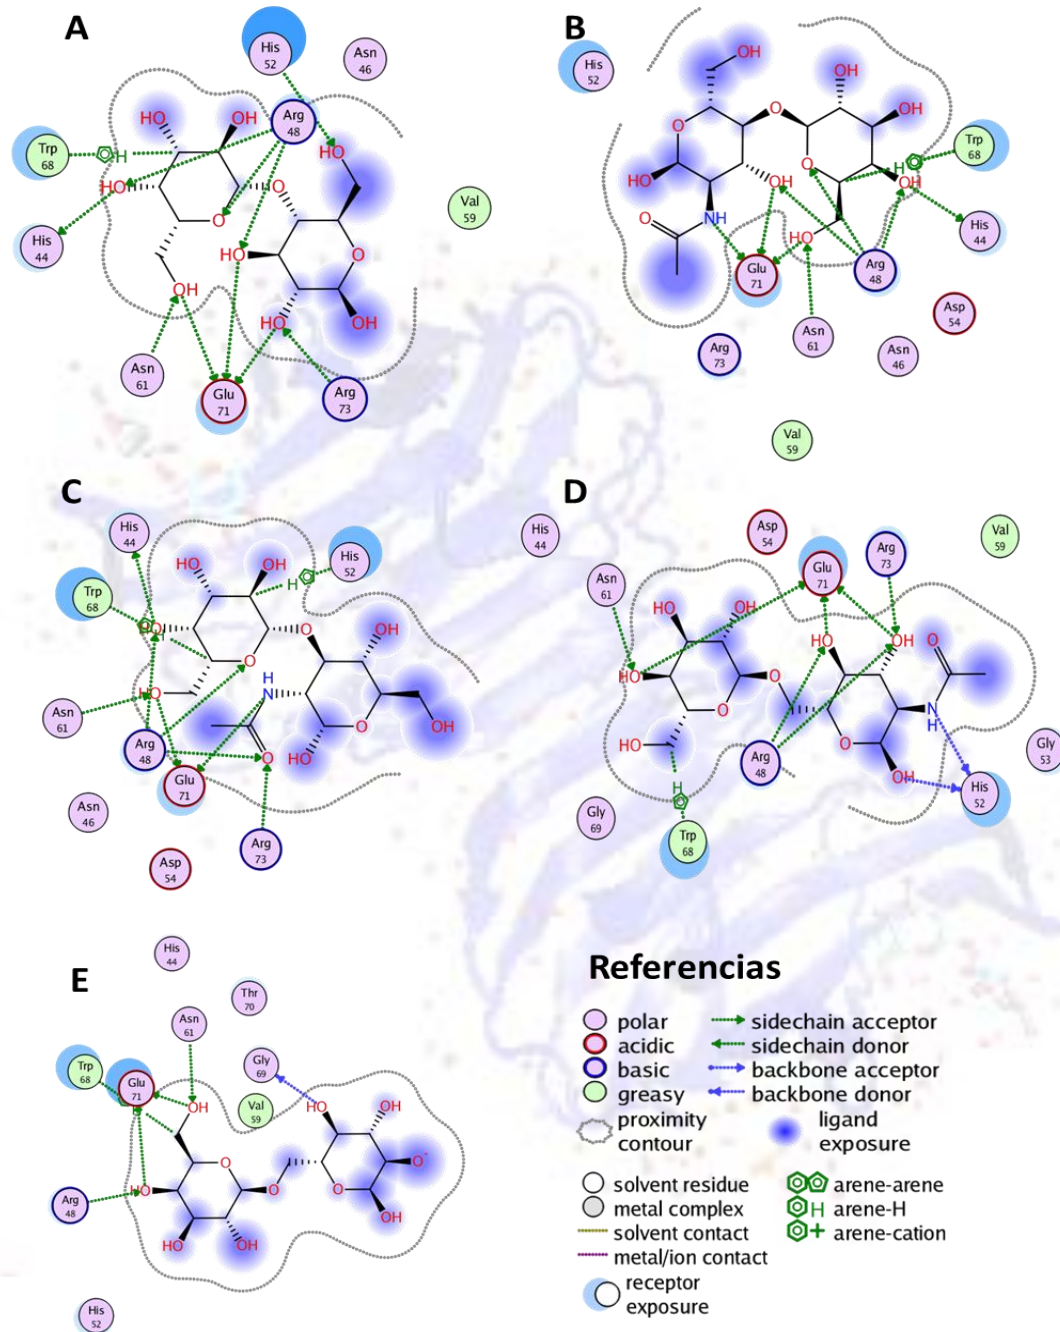 A
His
52
Asn
46
Arg
48
HO
OH
HO
Trp
68
H
HO
O
O
Val
59
His
44
HO
O
OH
HO
OH
Asn
61
Glu
71
Arg
73
B
His
52
OH
OH
O
O
OH
Trp
68
HO
O
H
OH
OH
O
NH
HO
His
44
Glu
71
Arg
48
Asp
54
Arg
73
Asn
61
Asn
46
Val
59
C
His
44
HO
OH
H
His
52
Trp
68
HO
H
O
OH
O
HO
H
N
Asn
61
O
OH
Arg
48
O
HO
Glu
71
Asn
46
Arg
73
Asp
54
D
His
44
Asp
54
Val
59
Arg
73
Glu
71
Asn
61
HO
OH
HO
OH
O
HO
O
O
N
H
HO
O
Arg
48
OH
Gly
53
H
His
52
Gly
69
Trp
68
E
His
44
Thr
70
Asn
61
Trp
68
Gly
69
Glu
71
OH
Val
59
HO
OH
O
O-
HO
O
O
Arg
48
OH
HO
OH
His
52
Referencias
polar
acidic
basic
greasy
proximity
contour
sidechain acceptor
sidechain donor
backbone acceptor
backbone donor
ligand
exposure
solvent residue
metal complex
solvent contact
metal/ion contact
receptor
exposure
arene-arene
H arene-H
+ arene-cation